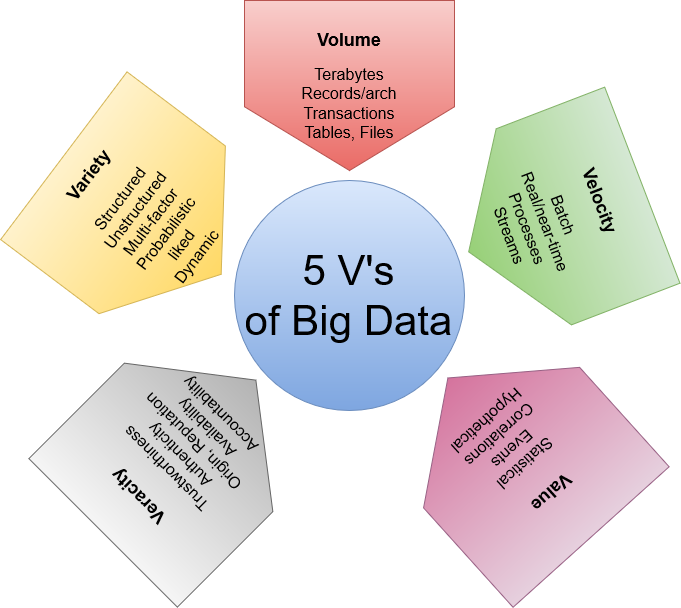 Volume
Terabytes
Records/arch
Transactions
Tables, Files
Velocity
Batch
Real/near-time
Processes
Streams
Value
Statistical
Events
Correlations
Hypothetical
Veracity
Trustworthiness
Authenticity
Origin, Reputation
Availability
Accountability
Variety
Structured
Unstructured
Multi-factor
Probabilistic
liked
Dynamic
5 V's
of Big Data